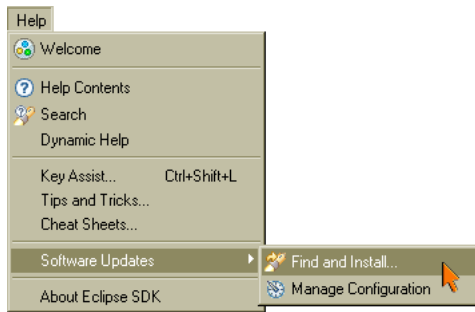 Help
Welcome
Help Contents
Search
Dynamic Help
Key Assist... Ctrl+Shift+L
Tips and Tricks...
Cheat Sheets...
Software Updates
Find and Install...
Manage Configuration
About Eclipse SDK